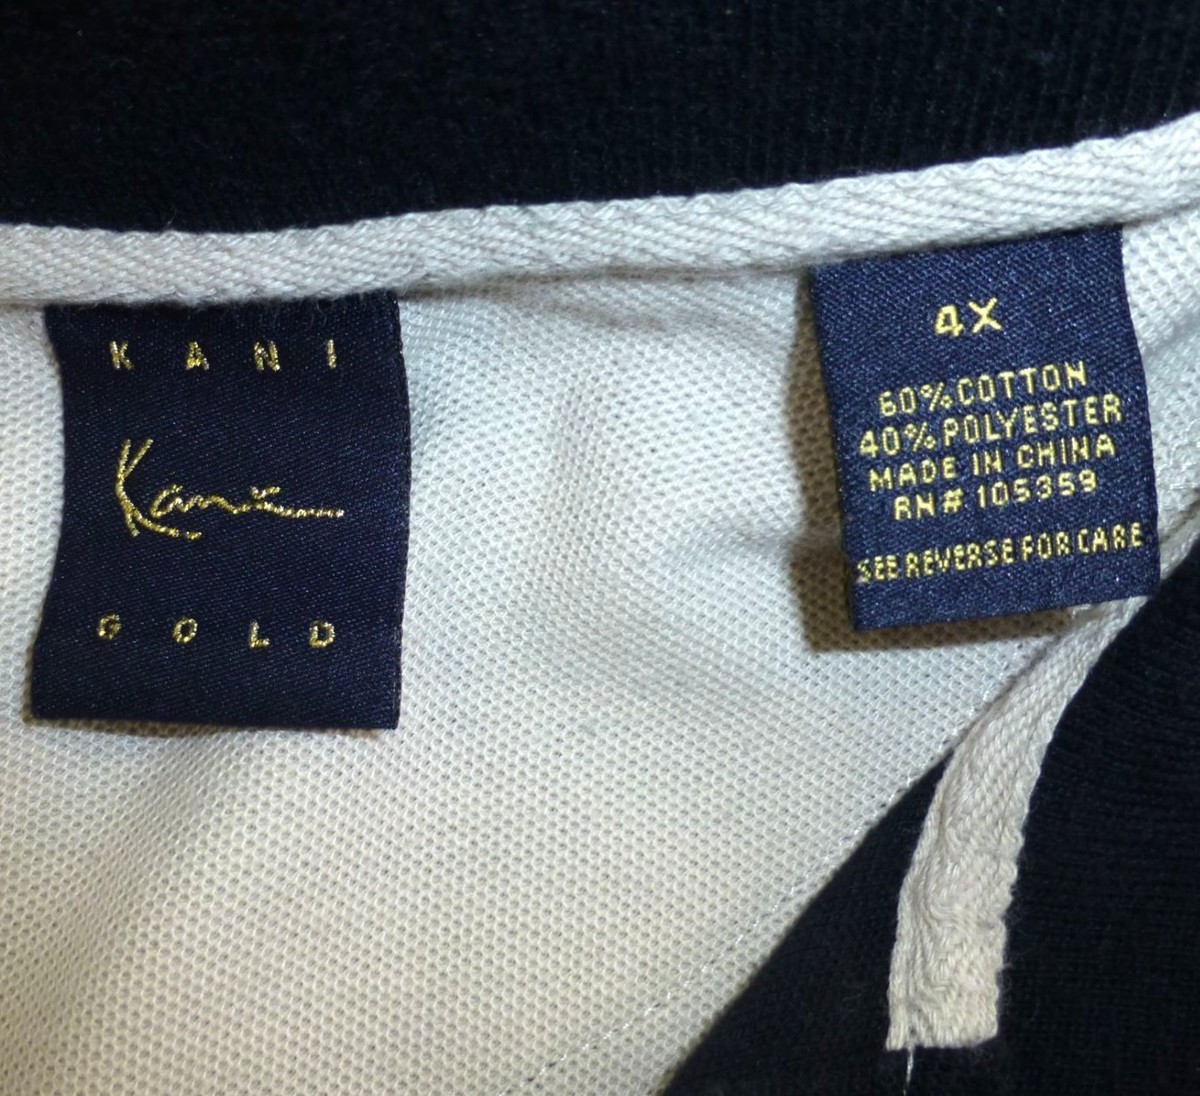 KANI
Kani
GOLD
4X
60% COTTON
40% POLYESTER
MADE IN CHINA
RN# 105359
SEE REVERSE FOR CARE